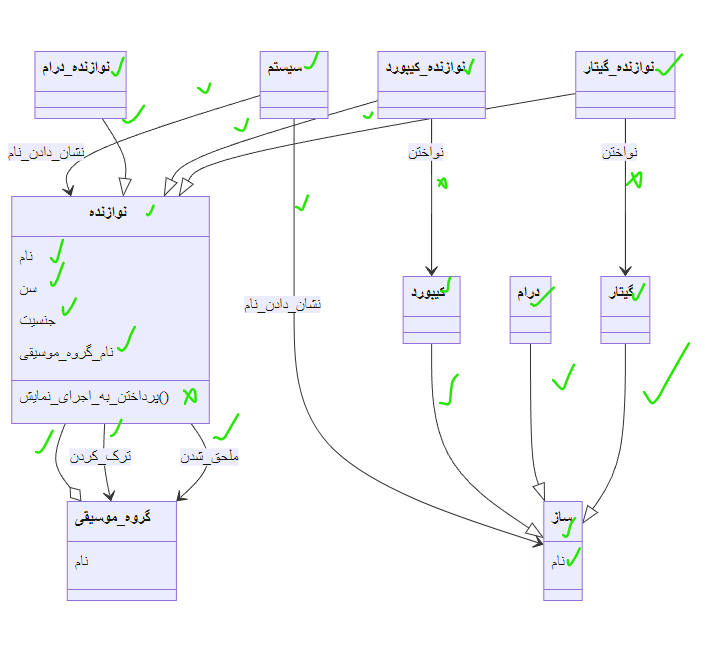 نوازنده_درام
سیستم
نوازنده_کیبورد
نوازنده_گیتار
نشان_دادن_نام
نواختن
نواختن
نوازنده
نام
سن
جنسیت
نام_گروه_موسیقی
پرداختن_به_اجرای_نمایش()
نشان_دادن_نام
کیبورد
درام
گیتار
ترک_کردن
ملحق_شدن
گروه_موسیقی
نام
ساز
نام